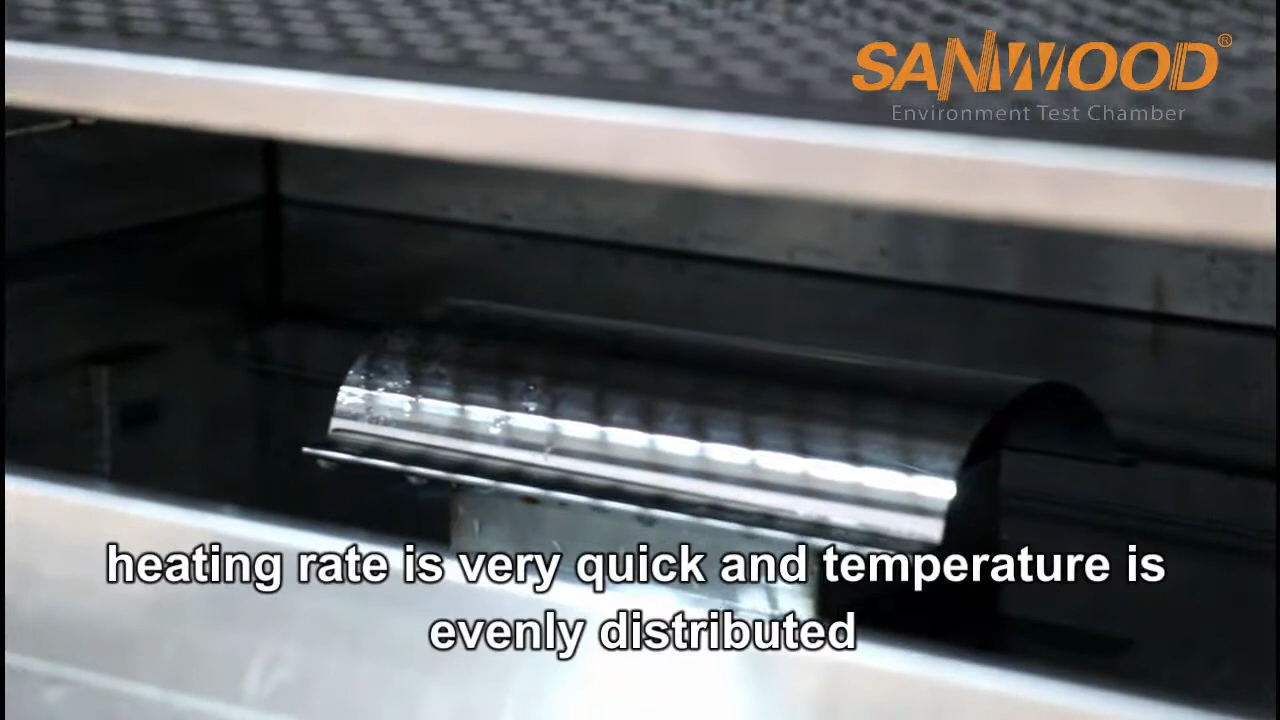 SANWOOD®
Environment Test Chamber
heating rate is very quick and temperature is
evenly distributed